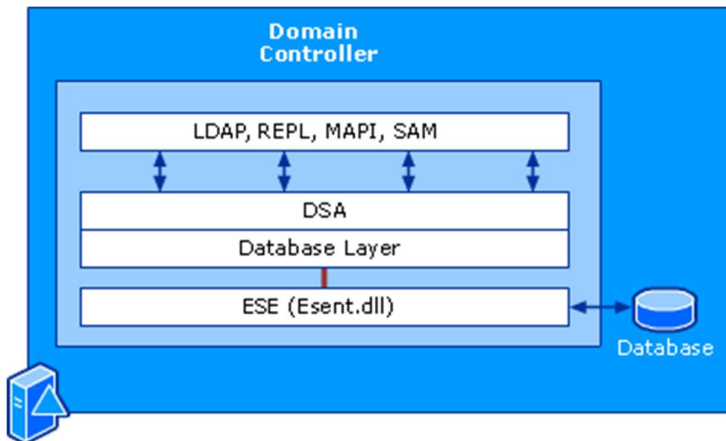 Domain
Controller
LDAP, REPL, MAPI, SAM
DSA
Database Layer
ESE (Esent.dll)
Database